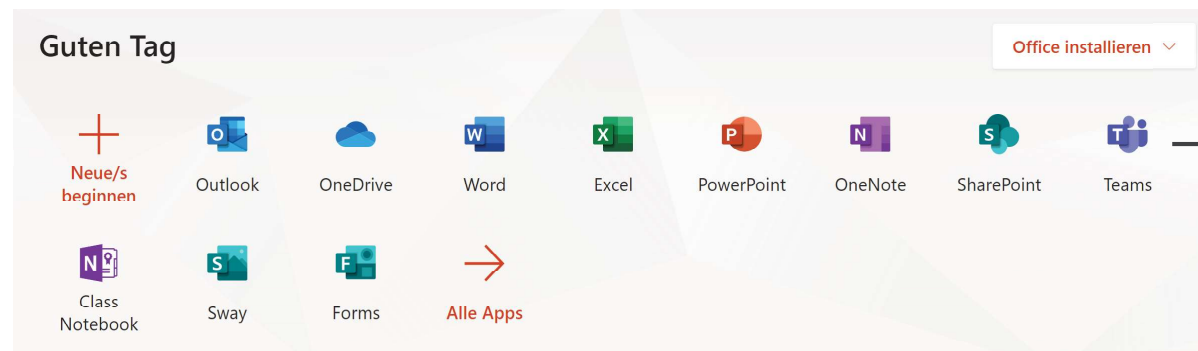 Guten Tag
Office installieren
Neue/s
beginnen
Outlook
OneDrive
Word
Excel
PowerPoint
OneNote
SharePoint
Teams
Class
Notebook
Sway
Forms
Alle Apps